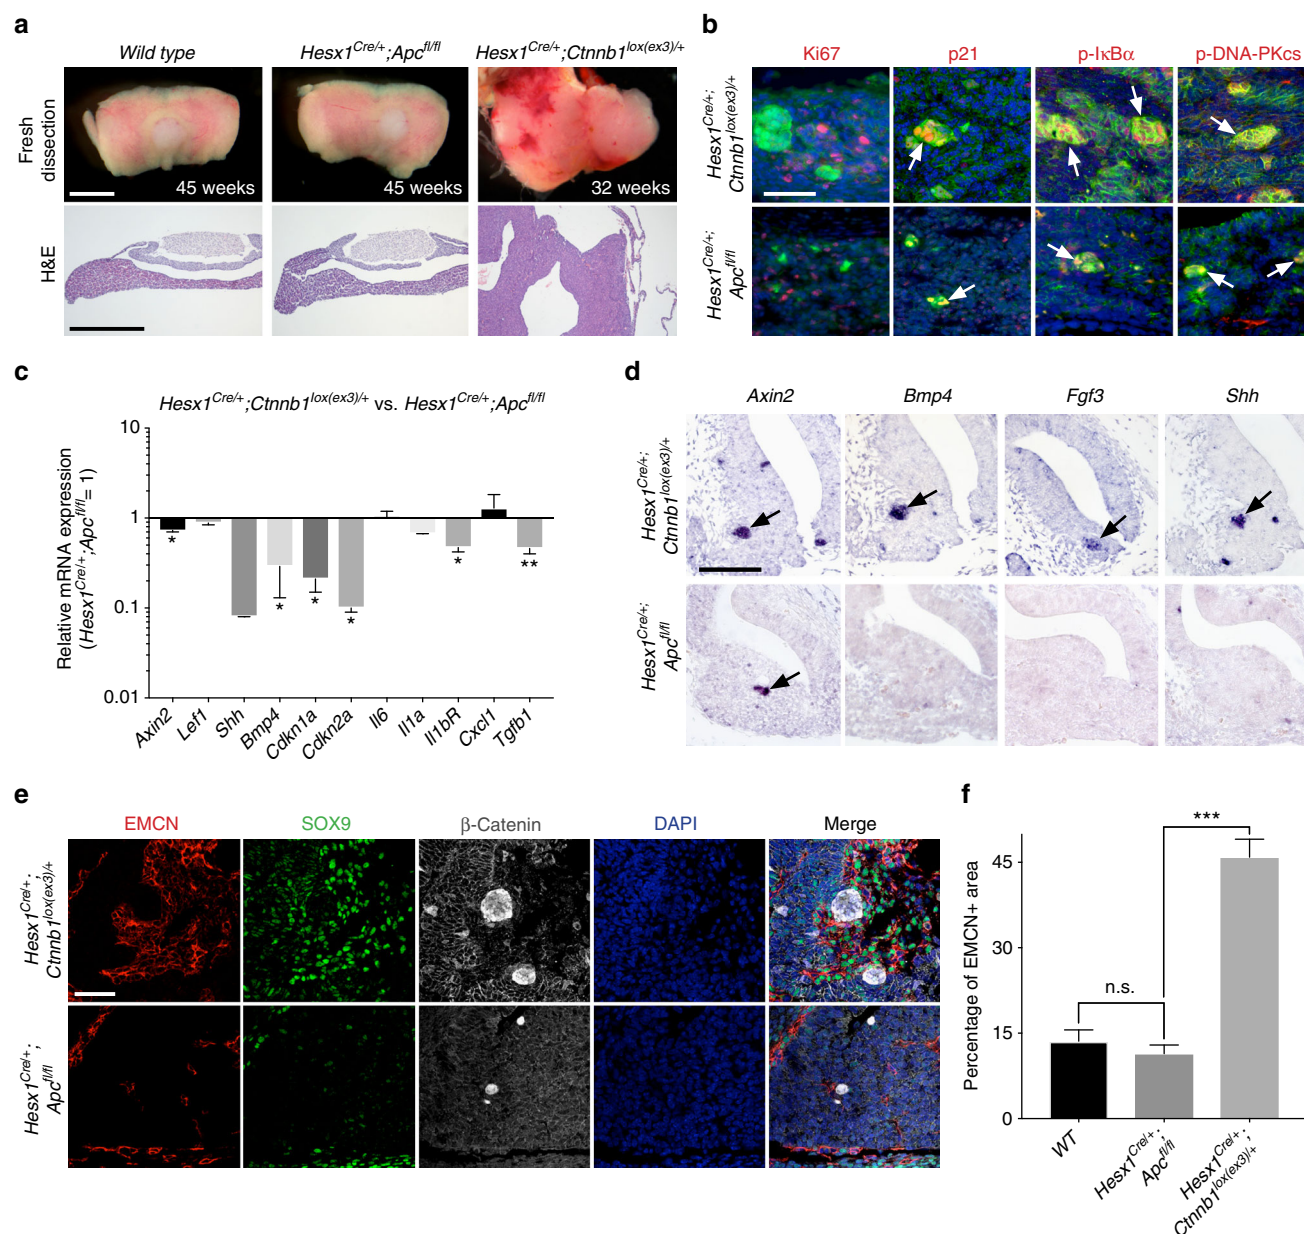 a
Wild type
Hesx1Cre/+;Apcfl/fl
Hesx1Cre/+;Ctnnb1lox(ex3)/+
Fresh
dissection
45 weeks
45 weeks
32 weeks
H&E
b
Ki67
p21
p-IκBα
p-DNA-PKcs
Hesx1Cre/+;
Ctnnb1lox(ex3)/+
Hesx1Cre/+;
Apcfl/fl
c
Hesx1Cre/+;Ctnnb1lox(ex3)/+ vs. Hesx1Cre/+;Apcfl/fl
Relative mRNA expression
(Hesx1Cre/+;Apcfl/fl= 1)
10
1
0.1
0.01
*
*
*
*
*
**
Axin2
Lef1
Shh
Bmp4
Cdkn1a
Cdkn2a
Il6
Il1a
Il1bR
Cxcl1
Tgfb1
d
Axin2
Bmp4
Fgf3
Shh
Hesx1Cre/+;
Ctnnb1lox(ex3)/+
Hesx1Cre/+;
Apcfl/fl
e
EMCN
SOX9
β-Catenin
DAPI
Merge
Hesx1Cre/+;
Ctnnb1lox(ex3)/+
Hesx1Cre/+;
Apcfl/fl
f
Percentage of EMCN+ area
45
30
15
0
n.s.
***
WT
Hesx1Cre/+;
Apcfl/fl
Hesx1Cre/+;
Ctnnb1lox(ex3)/+